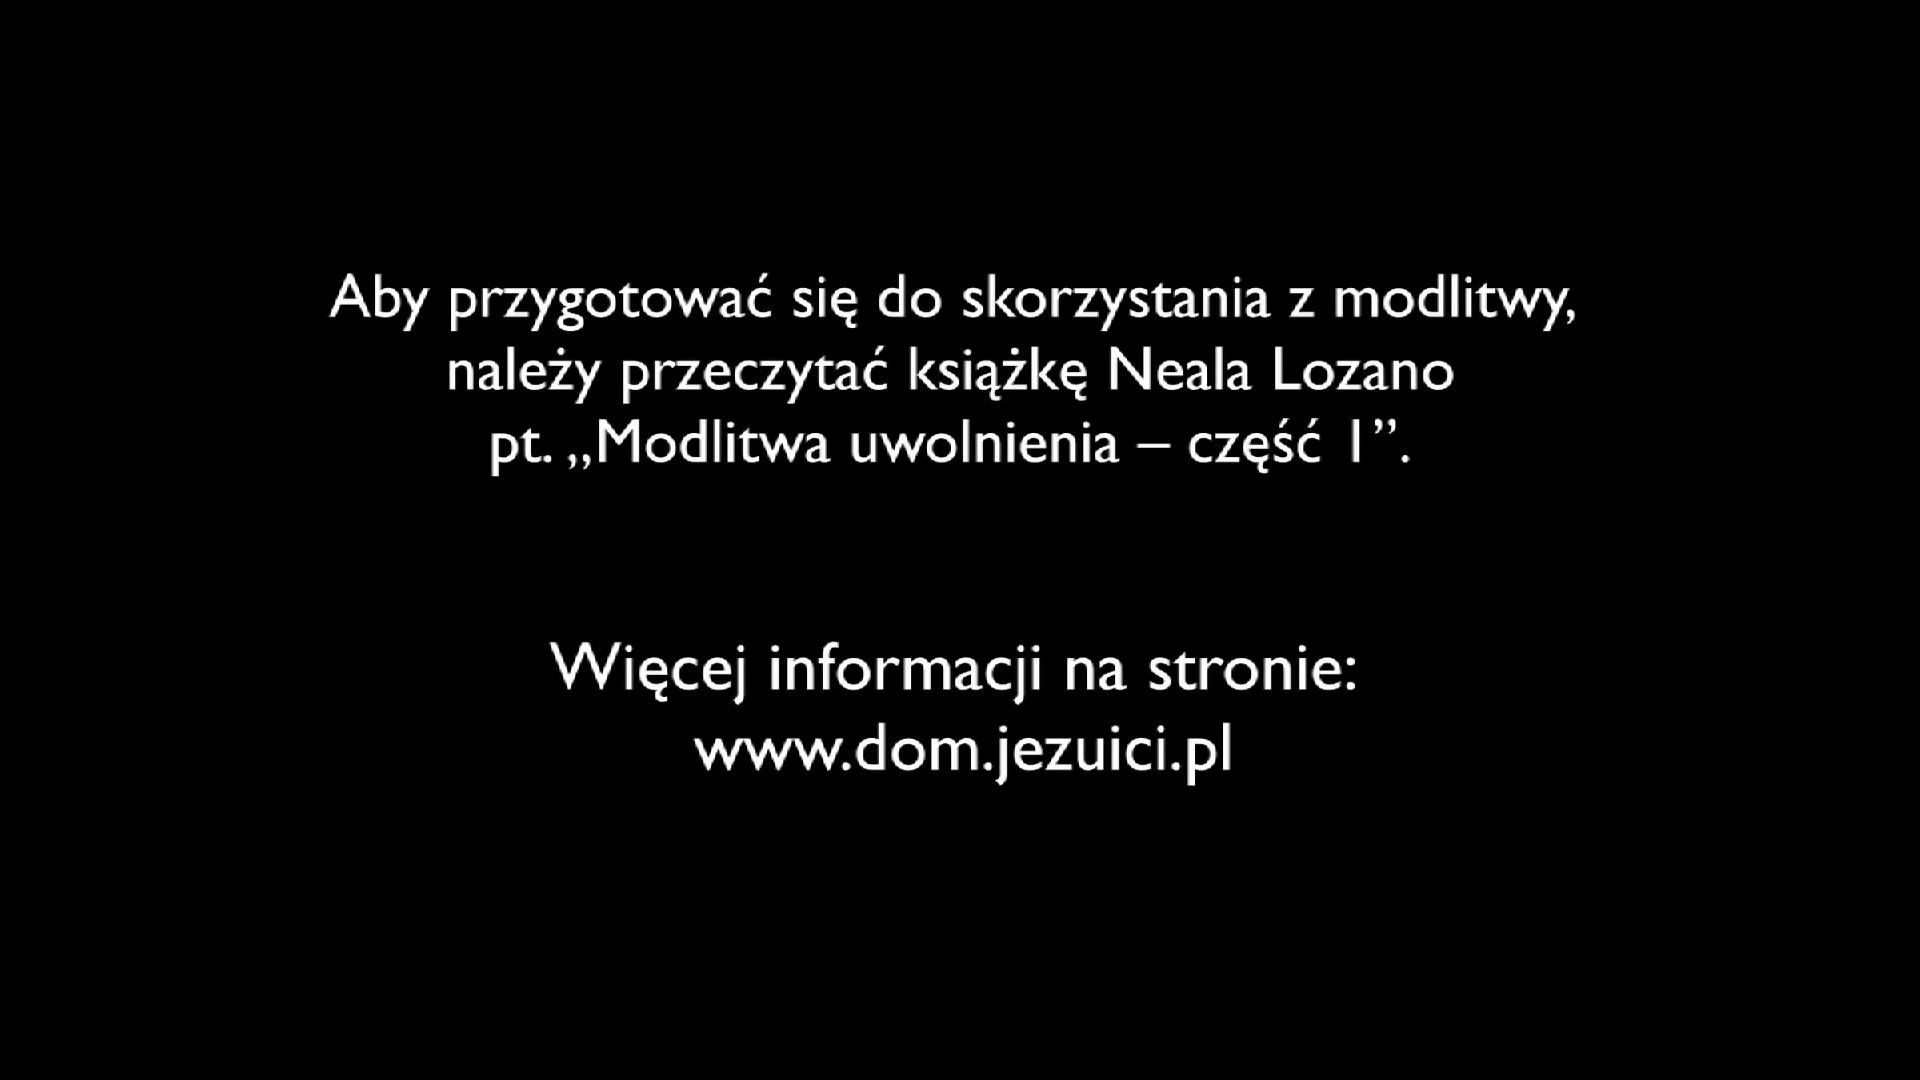 Aby przygotować się do skorzystania z modlitwy,
należy przeczytać książkę Neala Lozano
pt. „Modlitwa uwolnienia – część 1”.
Więcej informacji na stronie:
www.dom.jezuici.pl